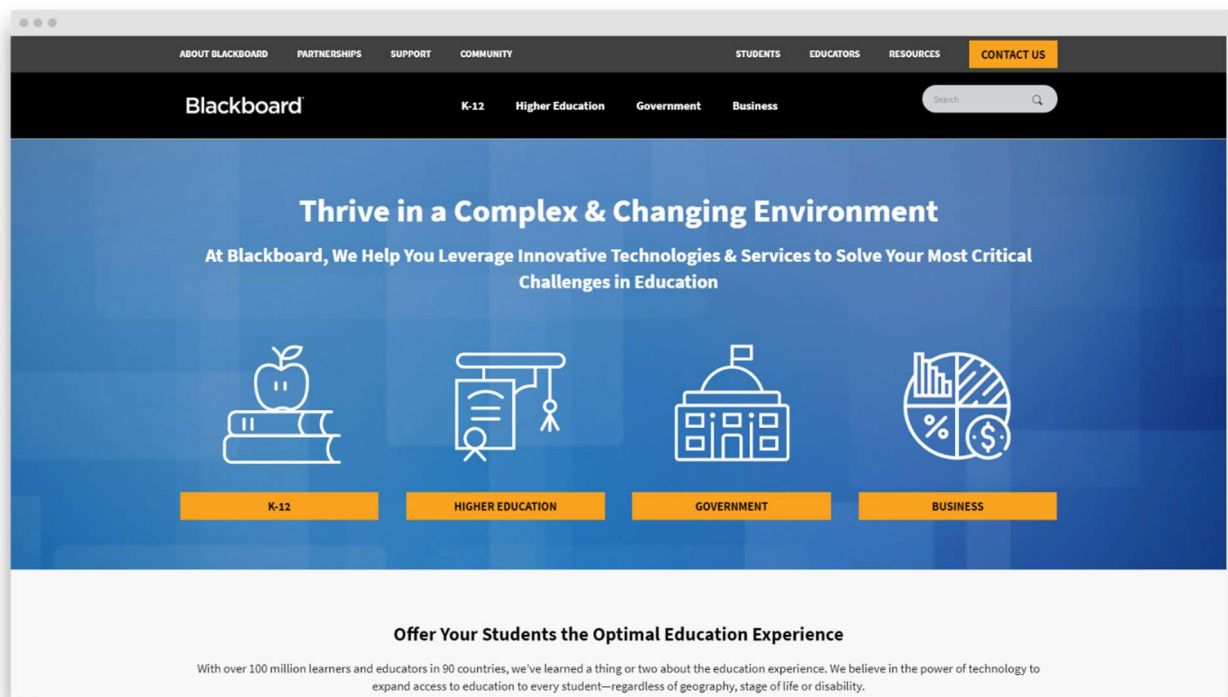 ABOUT BLACKBOARD PARTNERSHIPS SUPPORT COMMUNITY STUDENTS EDUCATORS RESOURCES CONTACT US
Blackboard K-12 Higher Education Government Business Search
Thrive in a Complex & Changing Environment
At Blackboard, We Help You Leverage Innovative Technologies & Services to Solve Your Most Critical
Challenges in Education
% $
K-12 HIGHER EDUCATION GOVERNMENT BUSINESS
Offer Your Students the Optimal Education Experience
With over 100 million learners and educators in 90 countries, we've learned a thing or two about the education experience. We believe in the power of technology to
expand access to education to every student—regardless of geography, stage of life or disability.